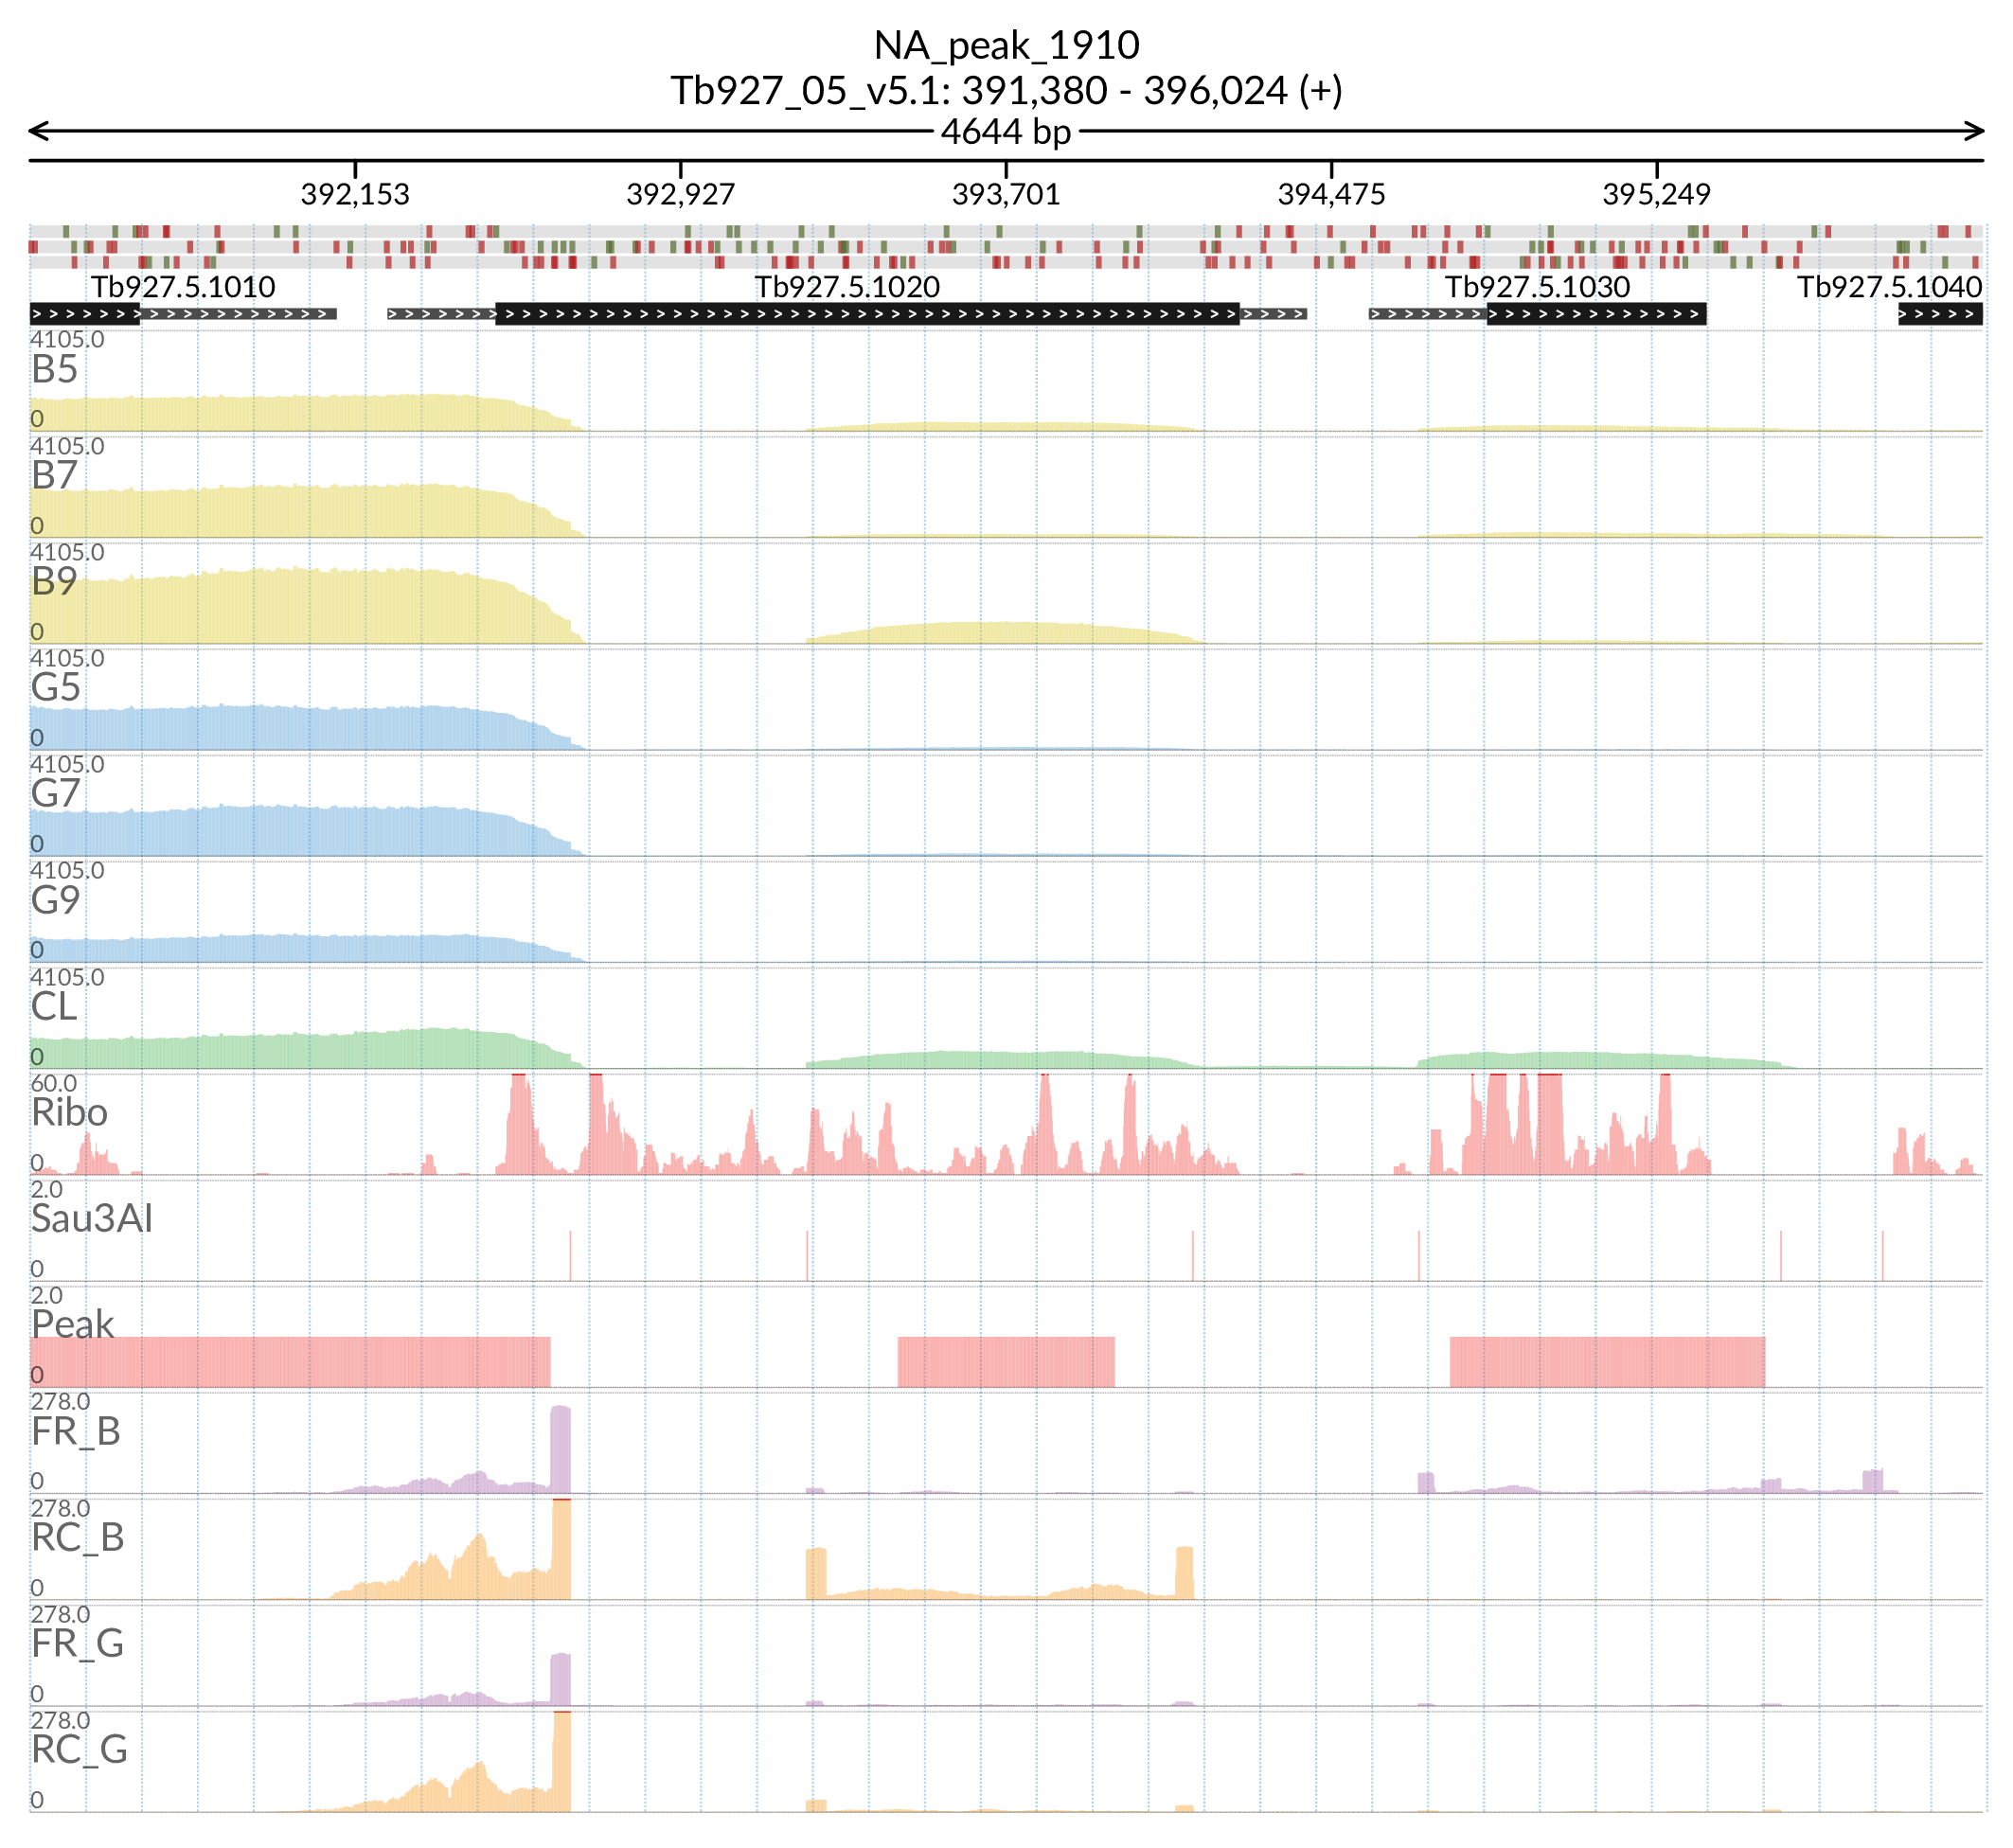 NA_peak_1910
Tb927_05_v5.1: 391,380 - 396,024 (+)
4644 bp
392,153 392,927 393,701 394,475 395,249
Tb927.5.1010 Tb927.5.1020 Tb927.5.1030 Tb927.5.1040
4105.0
B5
0
4105.0
B7
0
4105.0
B9
0
4105.0
G5
0
4105.0
G7
0
4105.0
G9
0
4105.0
CL
0
60.0
Ribo
0
2.0
Sau3AI
0
2.0
Peak
0
278.0
FR_B
0
278.0
RC_B
0
278.0
FR_G
0
278.0
RC_G
0